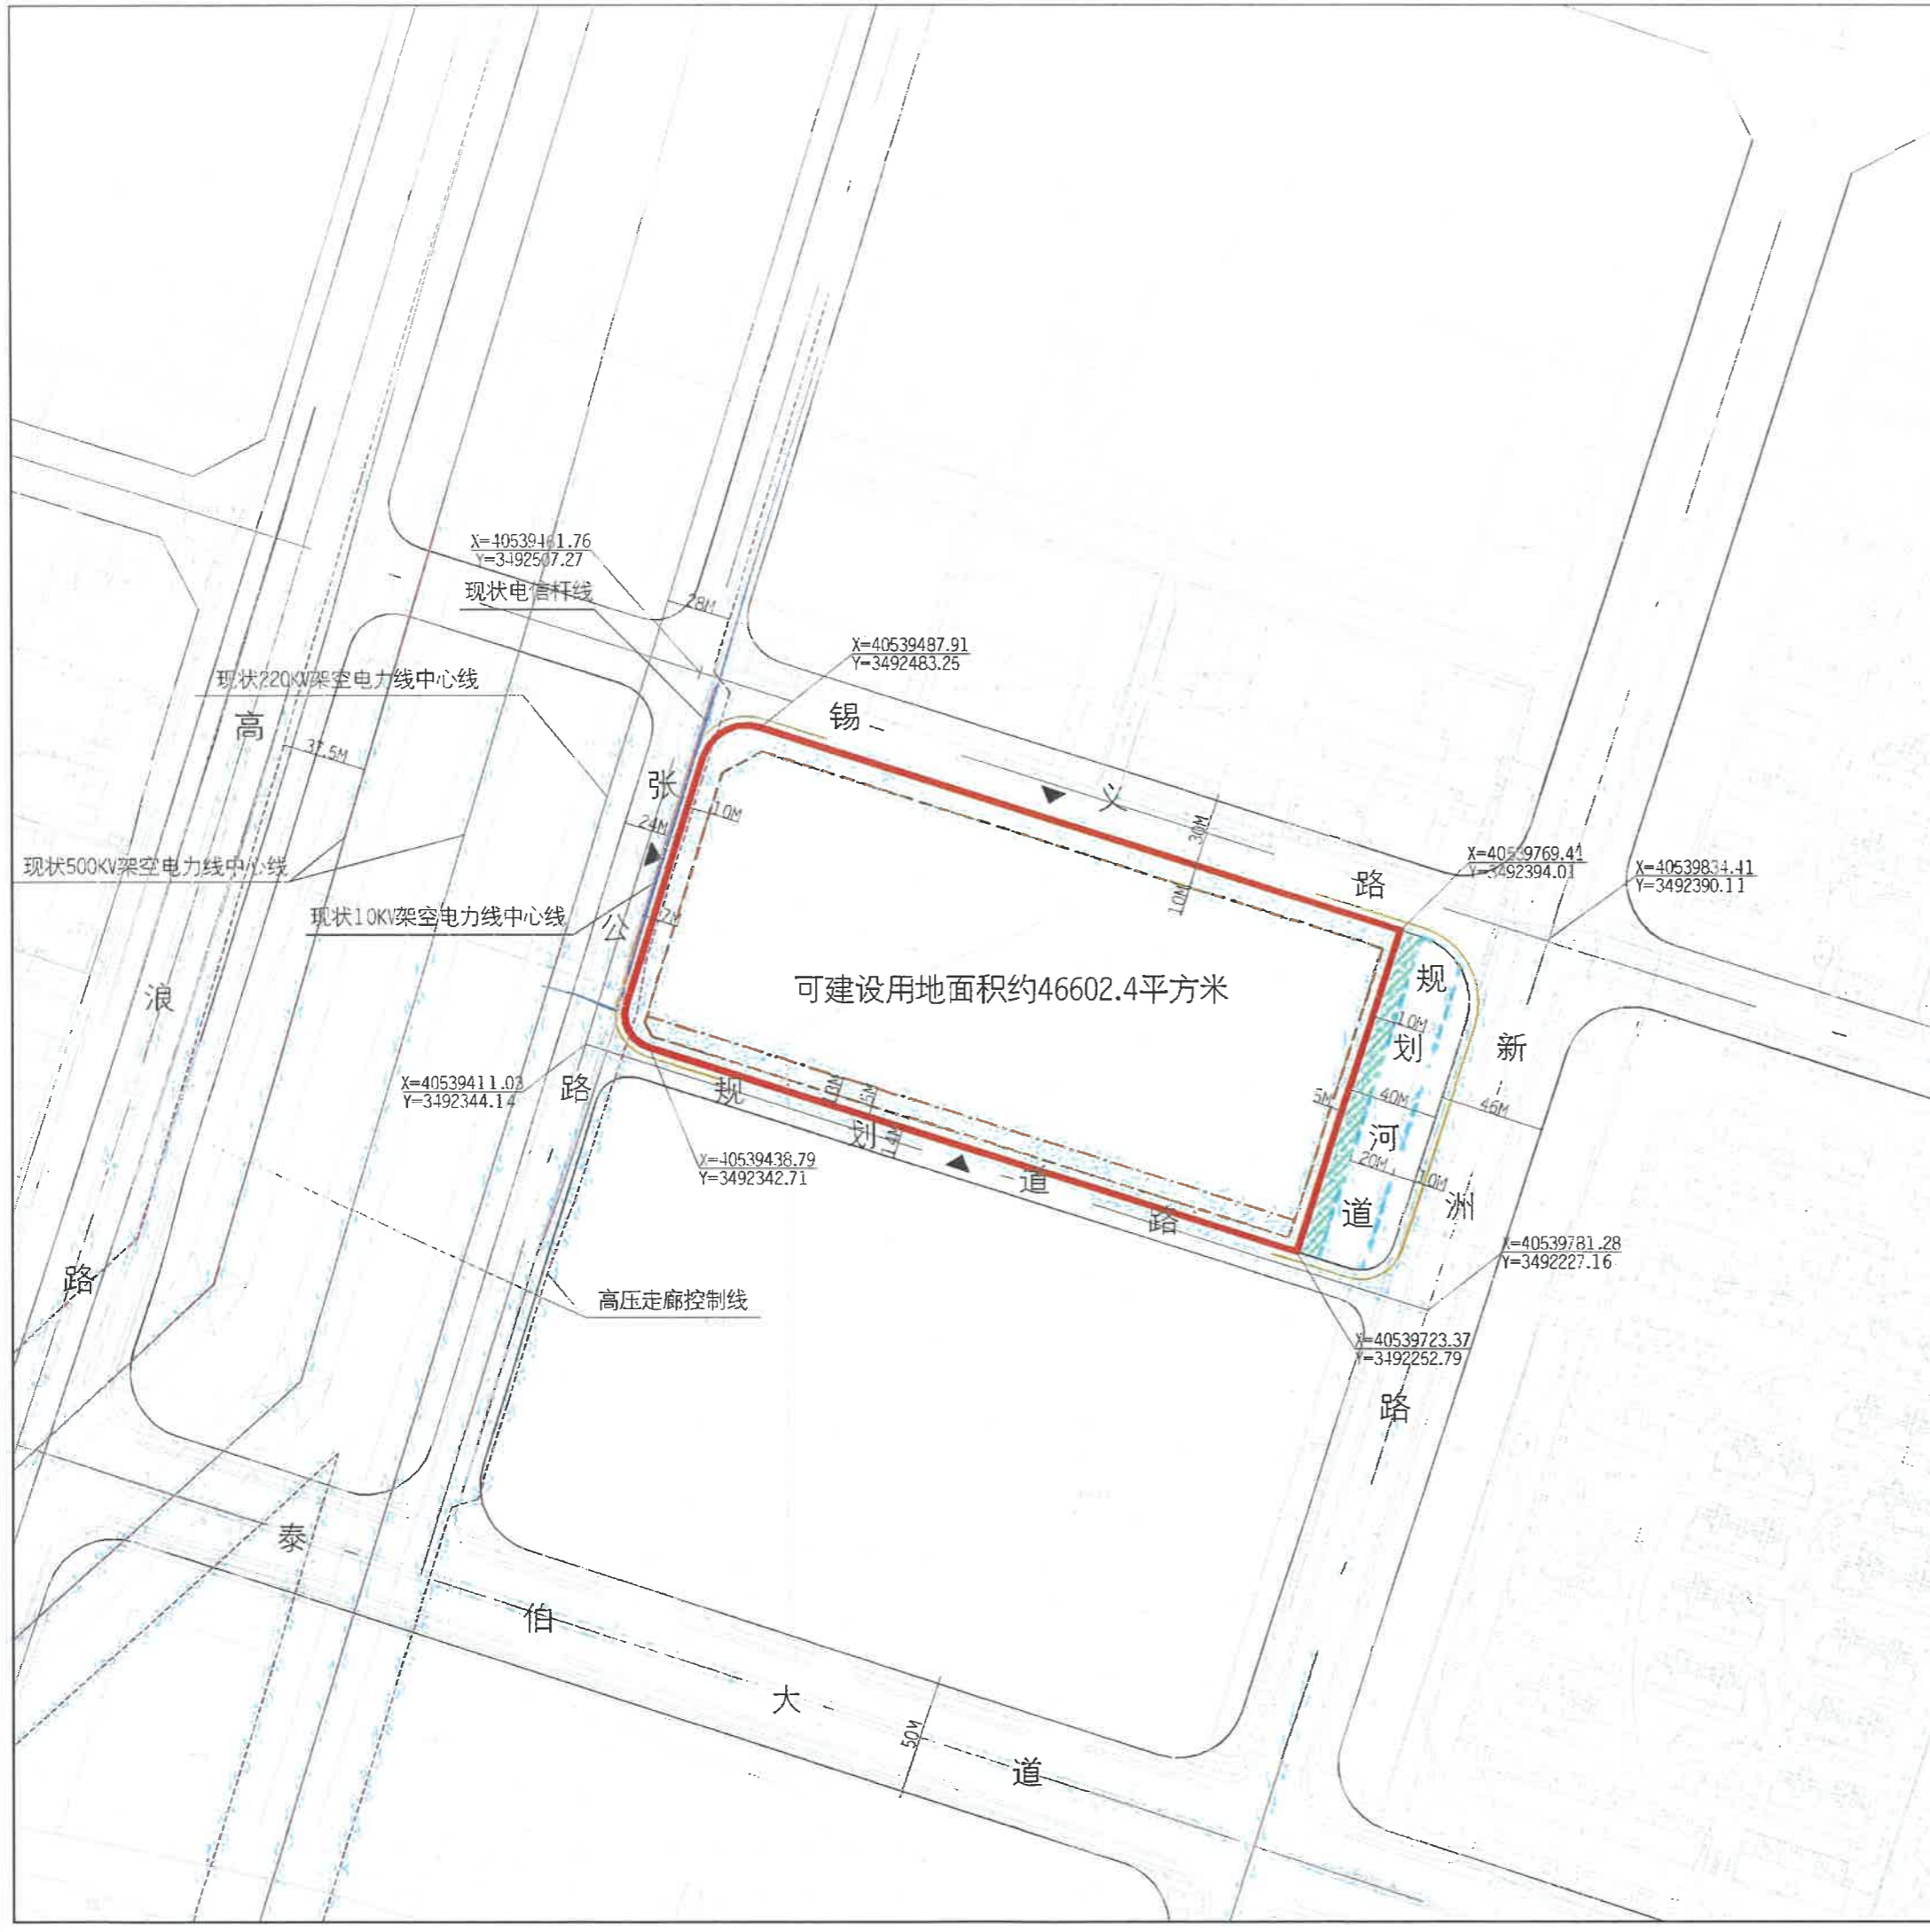 X=40539461.76
Y=3492507.27
现状电信杆线
28M
X=40539487.91
Y=3492483.25
现状220KV架空电力线中心线
锡义路
高浪路
37.5M
张公路
10M
24M
30M
10M
X=40539769.41
Y=3492394.01
X=40539834.41
Y=3492390.11
现状500KV架空电力线中心线
现状10KV架空电力线中心线
可建设用地面积约46602.4平方米
规划河道
10M
新洲路
5M
40M
46M
20M
10M
X=40539411.03
Y=3492344.14
规划道路
10M
5M
14M
X=40539438.79
Y=3492342.71
X=40539781.28
Y=3492227.16
高压走廊控制线
X=40539723.37
Y=3492252.79
泰伯大道
50M